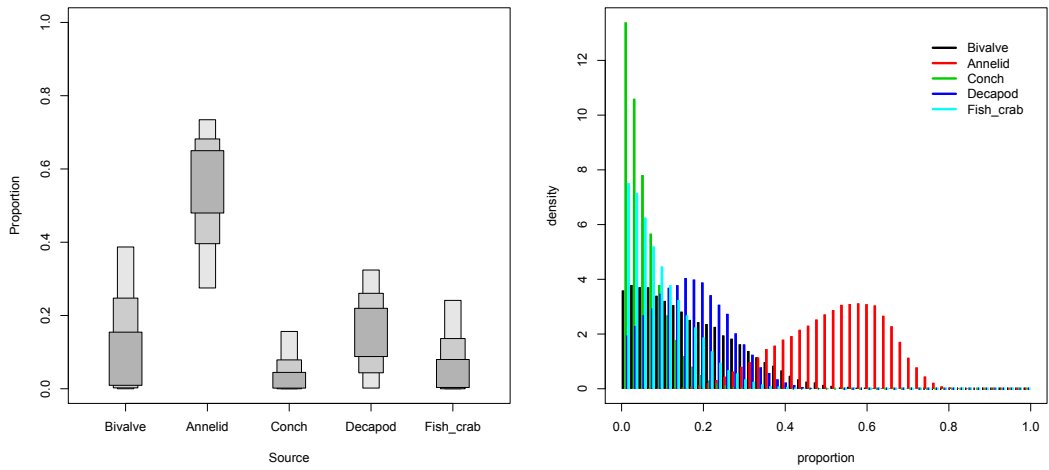 Proportion
1.0
0.8
0.6
0.4
0.2
0.0
Bivalve Annelid Conch Decapod Fish_crab
Source
density
12
10
8
6
4
2
0
Bivalve
Annelid
Conch
Decapod
Fish_crab
0.0 0.2 0.4 0.6 0.8 1.0
proportion